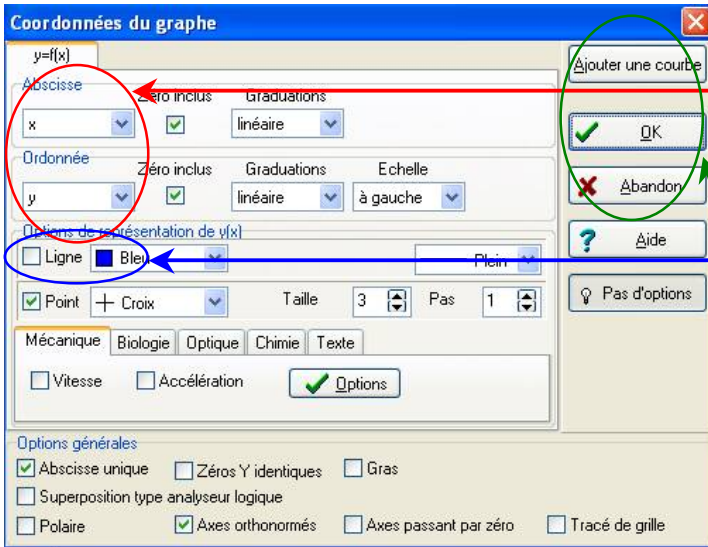 Coordonnées du graphe
y=f(x)
Abscisse
Zéro inclus Graduations
x linéaire
Ordonnée
Zéro inclus Graduations Echelle
y linéaire à gauche
Options de représentation de y(x)
Ligne Bleu Plein
Point Croix Taille 3 Pas 1
Mécanique Biologie Optique Chimie Texte
Vitesse Accélération Options
Ajouter une courbe
OK
Abandon
Aide
Pas d'options
Options générales
Abscisse unique Zéros Y identiques Gras
Superposition type analyseur logique
Polaire Axes orthonormés Axes passant par zéro Tracé de grille